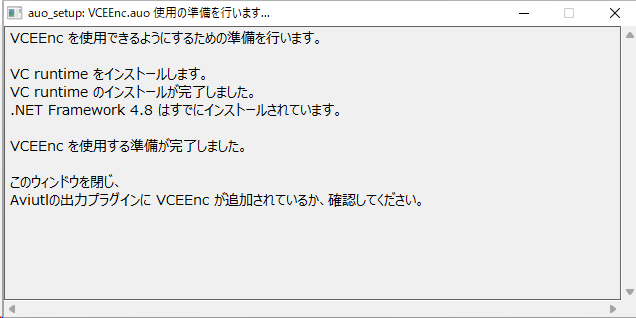 auo_setup: VCEEnc.auo 使用の準備を行います...
VCEEnc を使用できるようにするための準備を行います。
VC runtime をインストールします。
VC runtime のインストールが完了しました。
.NET Framework 4.8 はすでにインストールされています。
VCEEnc を使用する準備が完了しました。
このウィンドウを閉じ、
Aviutlの出力プラグインに VCEEnc が追加されているか、確認してください。